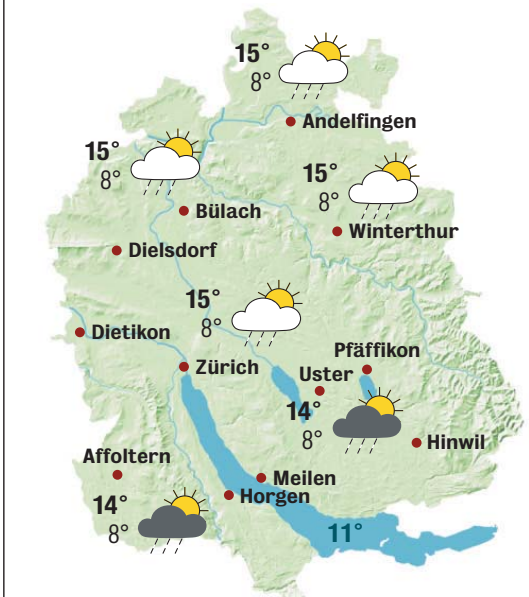 15°
8°
Andelfingen
15°
8°
15°
8°
Bülach
Winterthur
Dielsdorf
15°
8°
Dietikon
Pfäffikon
Zürich
Uster
14°
8°
Hinwil
Affoltern
Meilen
14°
Horgen
8°
11°